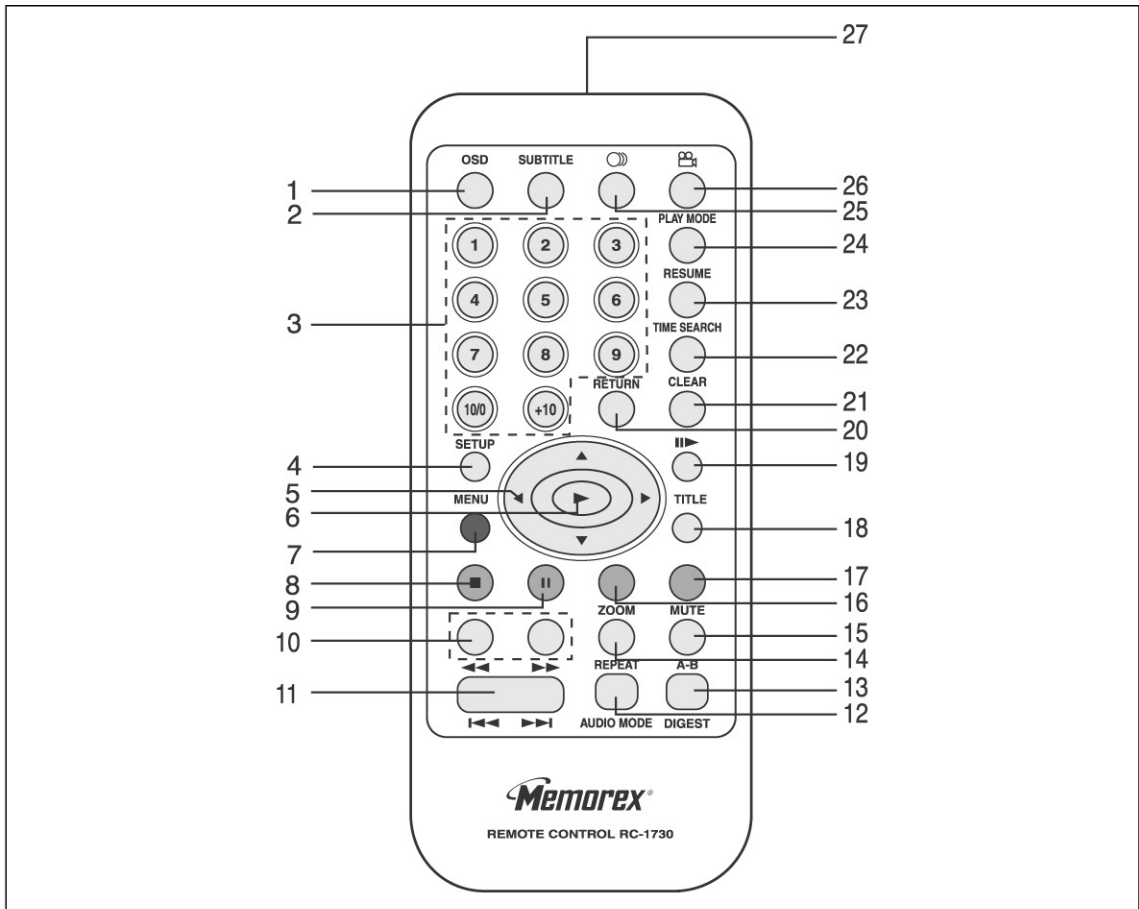 27
OSD SUBTITLE
1
2
26
25
PLAY MODE
1 2 3
24
RESUME
4 5 6
23
3
TIME SEARCH
7 8 9
22
RETURN CLEAR
10/0 +10
21
20
SETUP
4
19
5
MENU
TITLE
6
18
7
8
17
9
16
ZOOM MUTE
10
15
14
REPEAT A-B
11
13
12
AUDIO MODE DIGEST
Memorex®
REMOTE CONTROL RC-1730